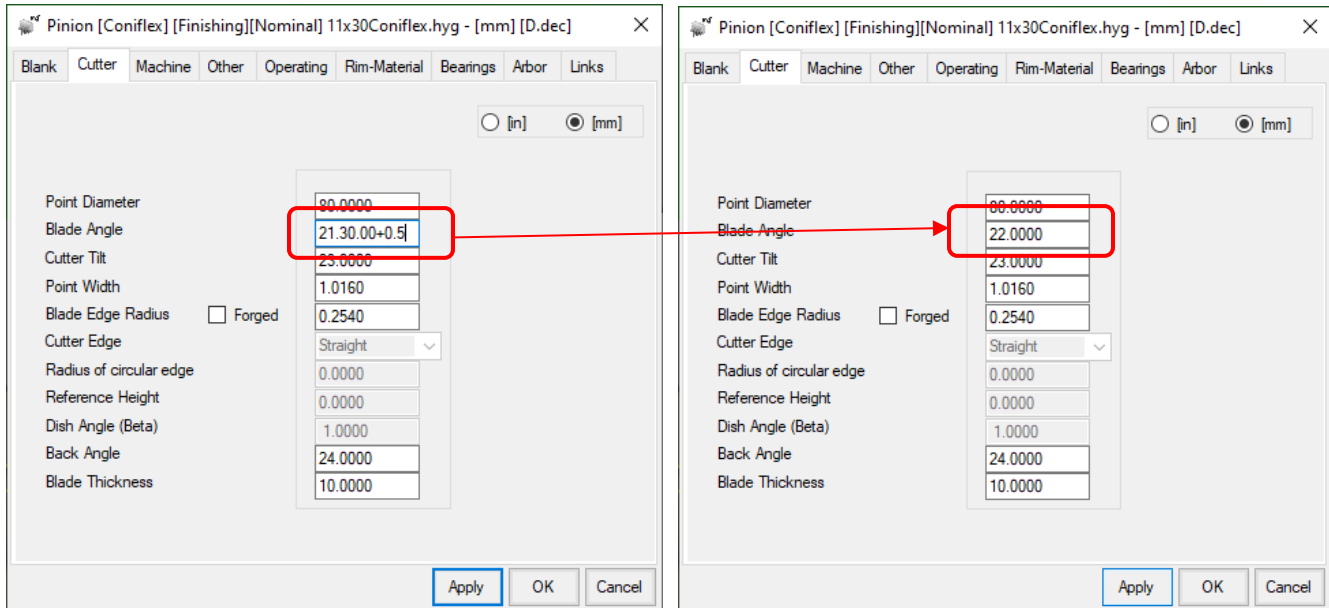 Pinion [Coniflex] [Finishing][Nominal] 11x30Coniflex.hyg - [mm] [D.dec]
Blank Cutter Machine Other Operating Rim-Material Bearings Arbor Links
[in] [mm]
Point Diameter 80.0000
Blade Angle 21.30.00+0.5
Cutter Tilt 23.0000
Point Width 1.0160
Blade Edge Radius Forged 0.2540
Cutter Edge Straight
Radius of circular edge 0.0000
Reference Height 0.0000
Dish Angle (Beta) 1.0000
Back Angle 24.0000
Blade Thickness 10.0000
Apply OK Cancel
Pinion [Coniflex] [Finishing][Nominal] 11x30Coniflex.hyg - [mm] [D.dec]
Blank Cutter Machine Other Operating Rim-Material Bearings Arbor Links
[in] [mm]
Point Diameter 80.0000
Blade Angle 22.0000
Cutter Tilt 23.0000
Point Width 1.0160
Blade Edge Radius Forged 0.2540
Cutter Edge Straight
Radius of circular edge 0.0000
Reference Height 0.0000
Dish Angle (Beta) 1.0000
Back Angle 24.0000
Blade Thickness 10.0000
Apply OK Cancel